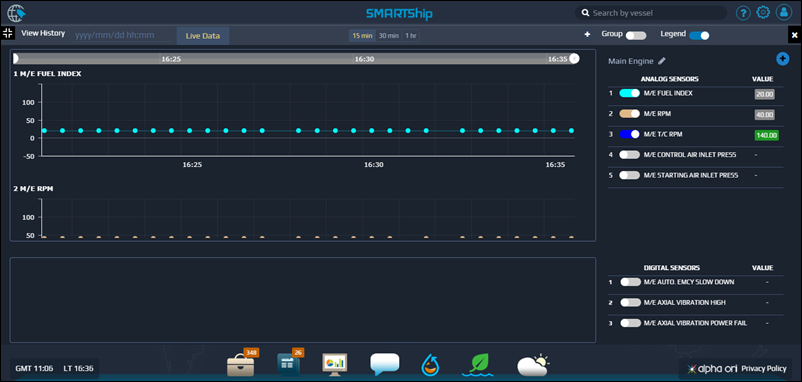 SMARTShip
Search by vessel
?
View History yyyy/mm/dd hh:mm Live Data 15 min 30 min 1 hr + Group Legend
16:25 16:30 16:35
1 M/E FUEL INDEX
100
50
0
-50
16:25 16:30 16:35
2 M/E RPM
100
50
Main Engine
ANALOG SENSORS VALUE
1 M/E FUEL INDEX 20.00
2 M/E RPM 40.00
3 M/E T/C RPM 140.00
4 M/E CONTROL AIR INLET PRESS -
5 M/E STARTING AIR INLET PRESS -
DIGITAL SENSORS VALUE
1 M/E AUTO. EMCY SLOW DOWN -
2 M/E AXIAL VIBRATION HIGH -
3 M/E AXIAL VIBRATION POWER FAIL -
GMT 11:06 LT 16:36
348
26
alpha ori Privacy Policy